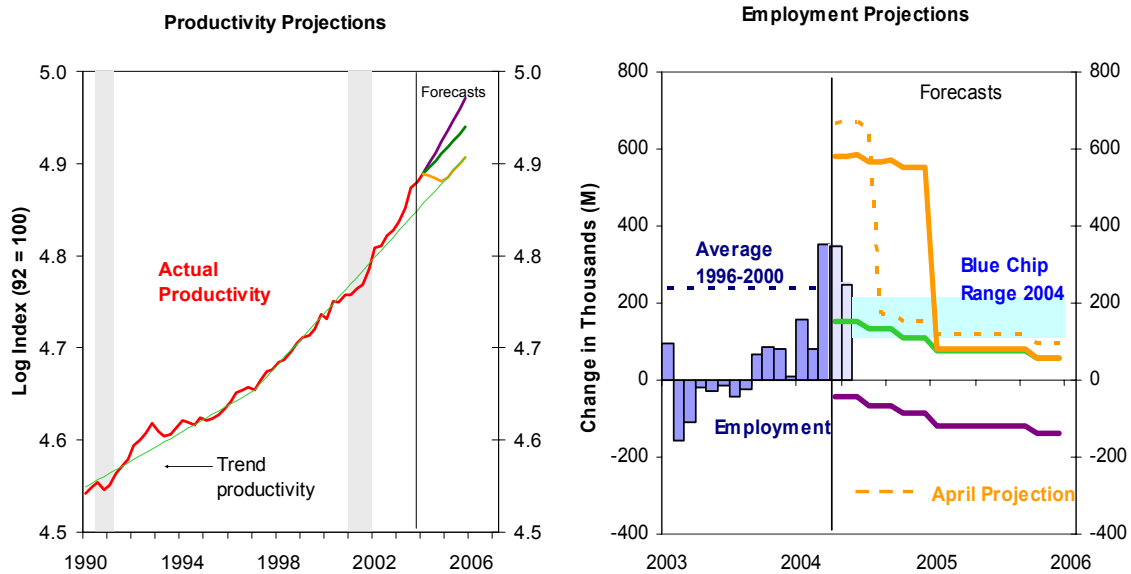 Productivity Projections
5.0
4.9
4.8
4.7
4.6
4.5
Log Index (92 = 100)
5.0
4.9
4.8
4.7
4.6
4.5
Forecasts
Actual
Productivity
Trend
productivity
1990
1994
1998
2002
2006
Employment Projections
800
600
400
200
0
-200
-400
Change in Thousands (M)
800
600
400
200
0
-200
-400
Forecasts
Average
1996-2000
Blue Chip
Range 2004
Employment
April Projection
2003
2004
2005
2006